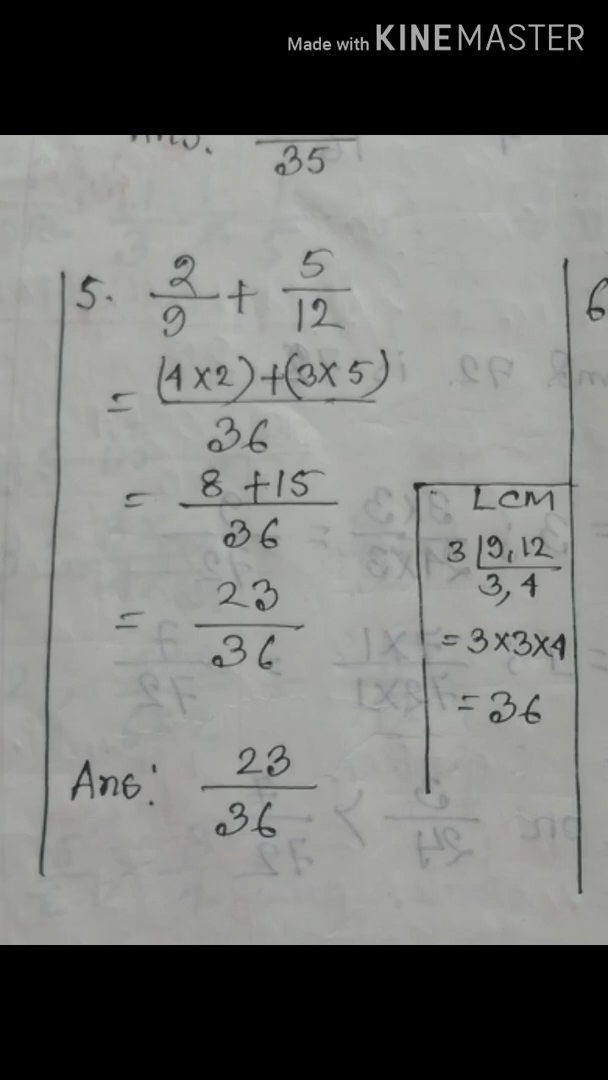 Made with KINEMASTER
Ans.
35
5. 2/9 + 5/12
= (4×2)+(3×5)/36
= 8+15/36
= 23/36
Ans: 23/36
LCM
3 | 9, 12
3, 4
= 3×3×4
= 36
6